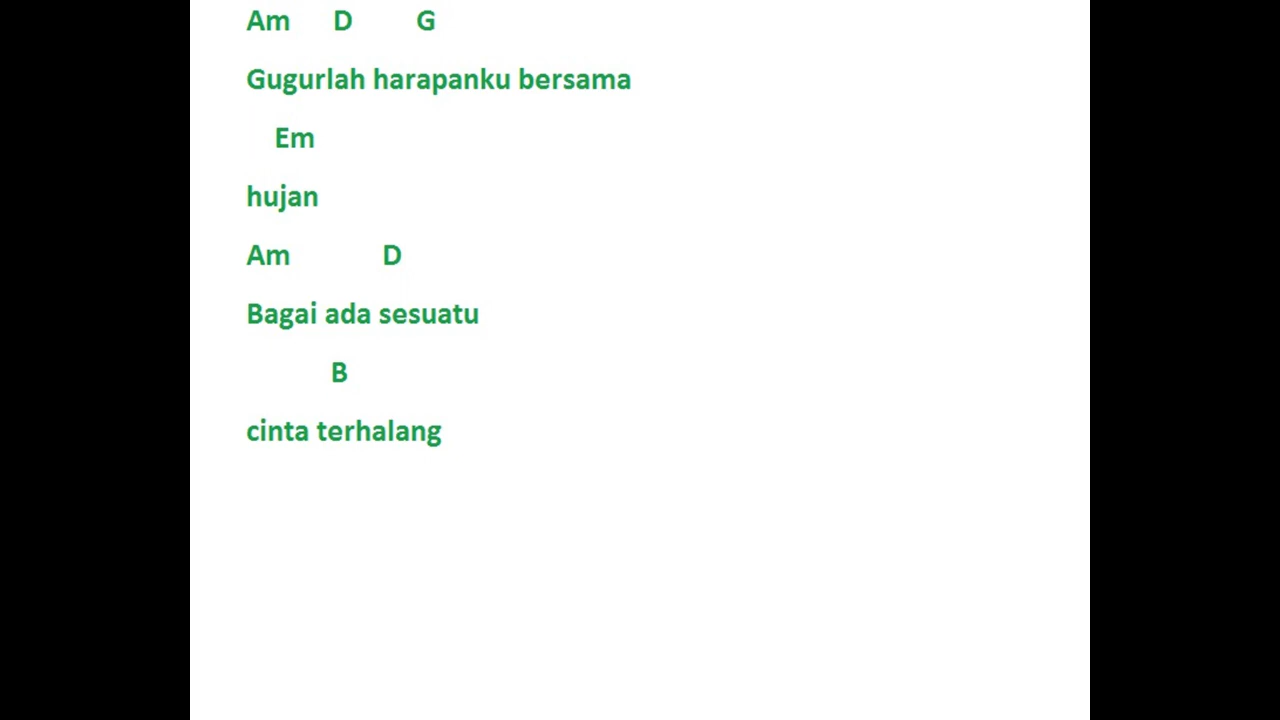 Am D G
Gugurlah harapanku bersama
Em
hujan
Am D
Bagai ada sesuatu
B
cinta terhalang